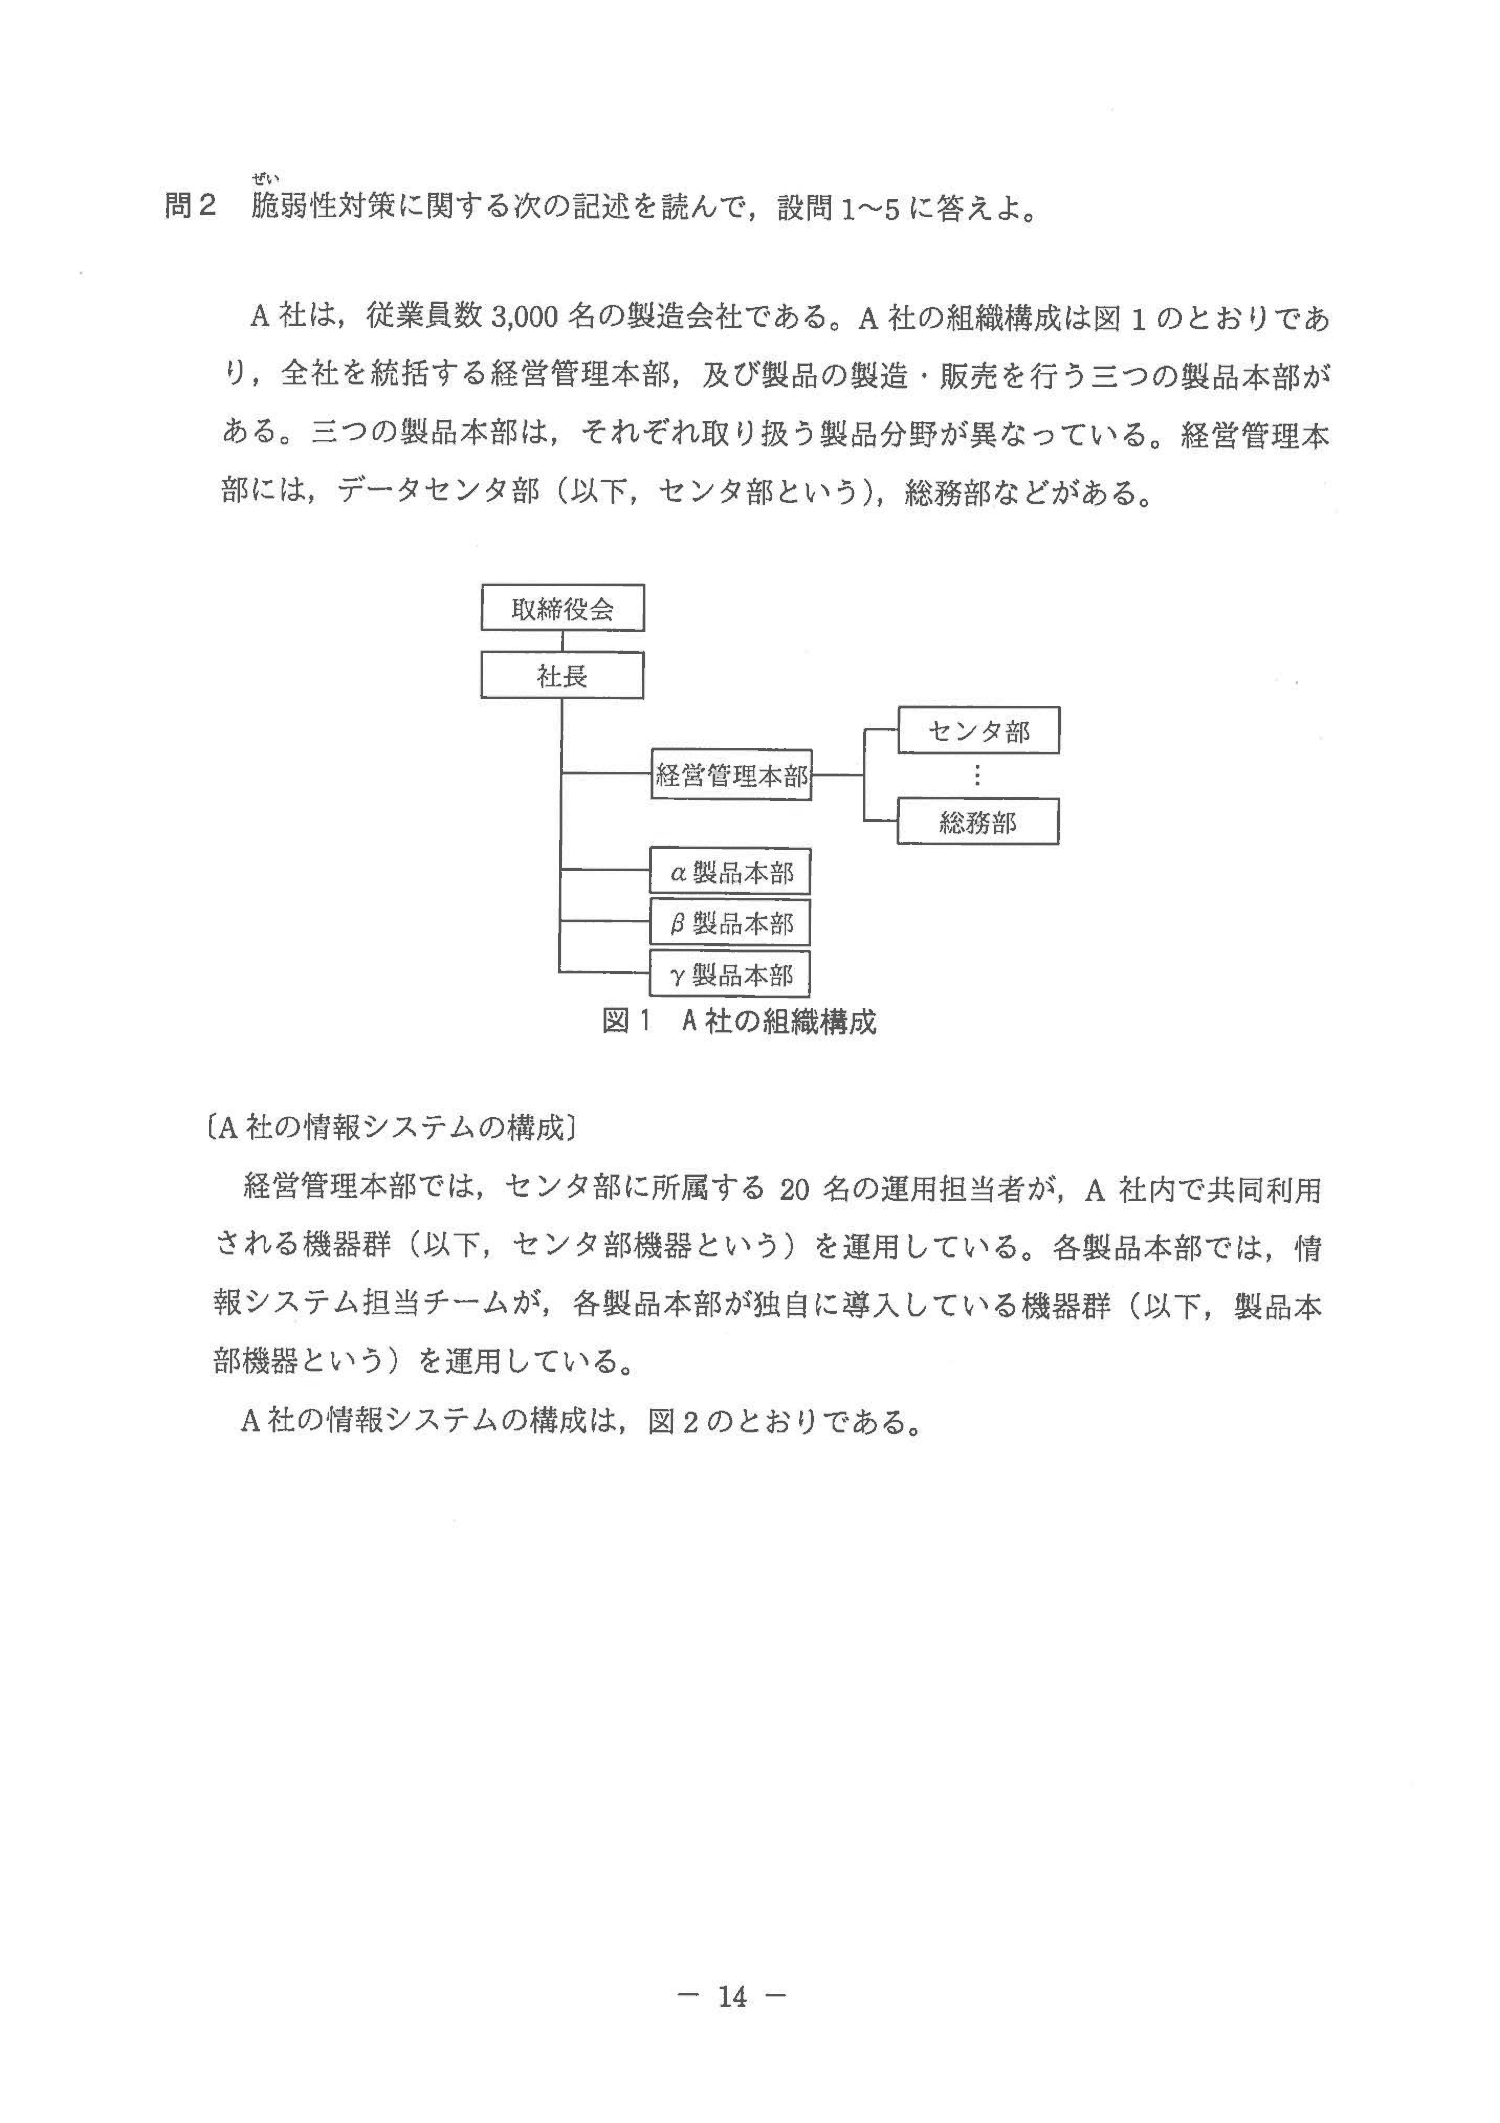 ぜい
問2 脆弱性対策に関する次の記述を読んで，設問1～5に答えよ。
A社は，従業員数3,000名の製造会社である。A社の組織構成は図1のとおりであ
り，全社を統括する経営管理本部，及び製品の製造・販売を行う三つの製品本部が
ある。三つの製品本部は，それぞれ取り扱う製品分野が異なっている。経営管理本
部には，データセンタ部（以下，センタ部という），総務部などがある。
取締役会
社長
センタ部
経営管理本部
⋮
総務部
α製品本部
β製品本部
γ製品本部
図1 A社の組織構成
〔A社の情報システムの構成〕
経営管理本部では，センタ部に所属する20名の運用担当者が，A社内で共同利用
される機器群（以下，センタ部機器という）を運用している。各製品本部では，情
報システム担当チームが，各製品本部が独自に導入している機器群（以下，製品本
部機器という）を運用している。
A社の情報システムの構成は，図2のとおりである。
－ 14 －